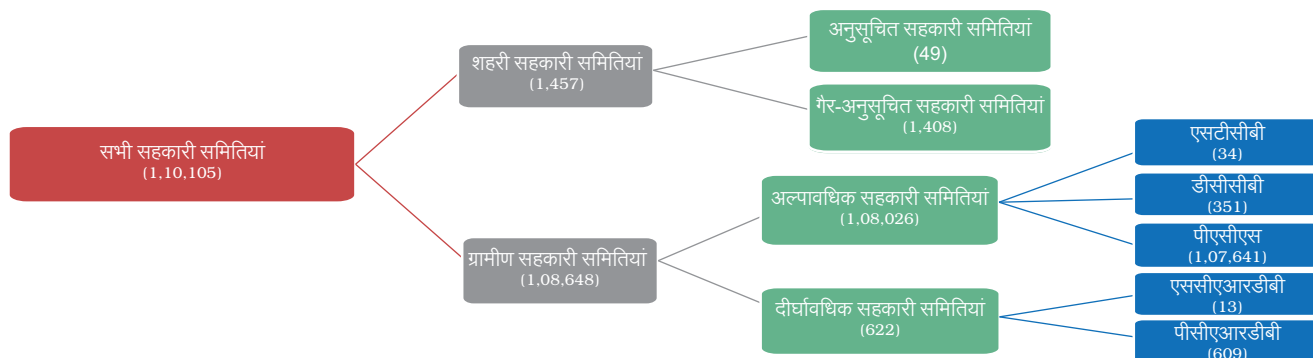 सभी सहकारी समितियां
(1,10,105)
शहरी सहकारी समितियां
(1,457)
ग्रामीण सहकारी समितियां
(1,08,648)
अनुसूचित सहकारी समितियां
(49)
गैर-अनुसूचित सहकारी समितियां
(1,408)
अल्पावधिक सहकारी समितियां
(1,08,026)
दीर्घावधिक सहकारी समितियां
(622)
एसटीसीबी
(34)
डीसीसीबी
(351)
पीएसीएस
(1,07,641)
एससीएआरडीबी
(13)
पीसीएआरडीबी
(609)